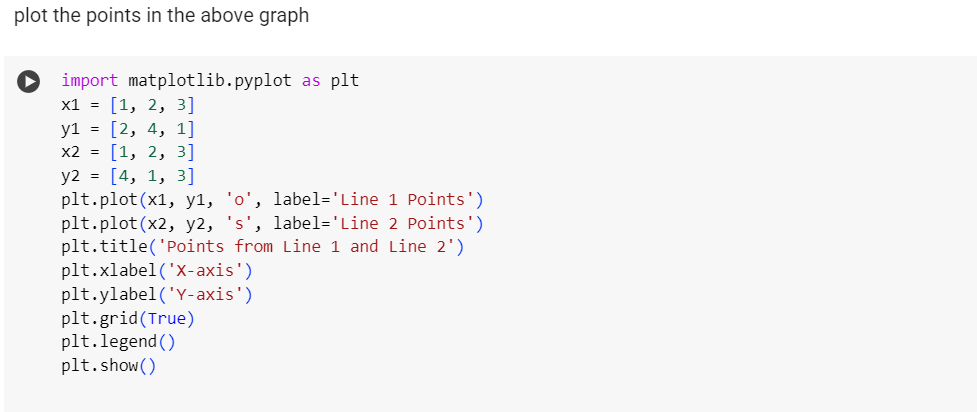 plot the points in the above graph
import matplotlib.pyplot as plt
x1 = [1, 2, 3]
y1 = [2, 4, 1]
x2 = [1, 2, 3]
y2 = [4, 1, 3]
plt.plot(x1, y1, 'o', label='Line 1 Points')
plt.plot(x2, y2, 's', label='Line 2 Points')
plt.title('Points from Line 1 and Line 2')
plt.xlabel('X-axis')
plt.ylabel('Y-axis')
plt.grid(True)
plt.legend()
plt.show()